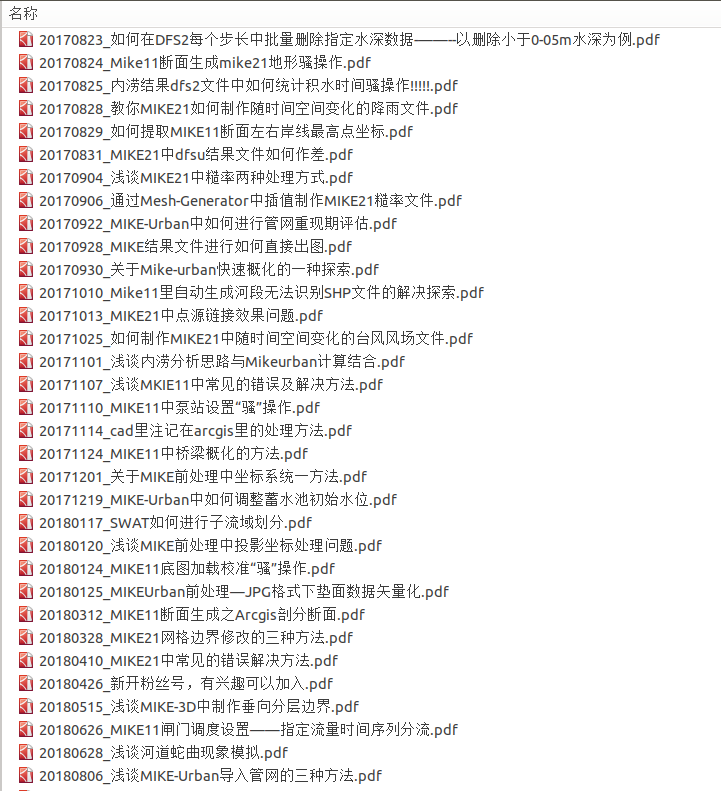 名称
20170823_如何在DFS2每个步长中批量删除指定水深数据———以删除小于0-05m水深为例.pdf
20170824_Mike11断面生成mike21地形骚操作.pdf
20170825_内涝结果dfs2文件中如何统计积水时间骚操作!!!!!.pdf
20170828_教你MIKE21如何制作随时间空间变化的降雨文件.pdf
20170829_如何提取MIKE11断面左右岸线最高点坐标.pdf
20170831_MIKE21中dfsu结果文件如何作差.pdf
20170904_浅谈MIKE21中糙率两种处理方式.pdf
20170906_通过Mesh-Generator中插值制作MIKE21糙率文件.pdf
20170922_MIKE-Urban中如何进行管网重现期评估.pdf
20170928_MIKE结果文件进行如何直接出图.pdf
20170930_关于Mike-urban快速概化的一种探索.pdf
20171010_Mike11里自动生成河段无法识别SHP文件的解决探索.pdf
20171013_MIKE21中点源链接效果问题.pdf
20171025_如何制作MIKE21中随时间空间变化的台风风场文件.pdf
20171101_浅谈内涝分析思路与Mikeurban计算结合.pdf
20171107_浅谈MKIE11中常见的错误及解决方法.pdf
20171110_MIKE11中泵站设置“骚”操作.pdf
20171114_cad里注记在arcgis里的处理方法.pdf
20171124_MIKE11中桥梁概化的方法.pdf
20171201_关于MIKE前处理中坐标系统一方法.pdf
20171219_MIKE-Urban中如何调整蓄水池初始水位.pdf
20180117_SWAT如何进行子流域划分.pdf
20180120_浅谈MIKE前处理中投影坐标处理问题.pdf
20180124_MIKE11底图加载校准“骚”操作.pdf
20180125_MIKEUrban前处理—JPG格式下垫面数据矢量化.pdf
20180312_MIKE11断面生成之Arcgis剖分断面.pdf
20180328_MIKE21网格边界修改的三种方法.pdf
20180410_MIKE21中常见的错误解决方法.pdf
20180426_新开粉丝号，有兴趣可以加入.pdf
20180515_浅谈MIKE-3D中制作垂向分层边界.pdf
20180626_MIKE11闸门调度设置——指定流量时间序列分流.pdf
20180628_浅谈河道蛇曲现象模拟.pdf
20180806_浅谈MIKE-Urban导入管网的三种方法.pdf